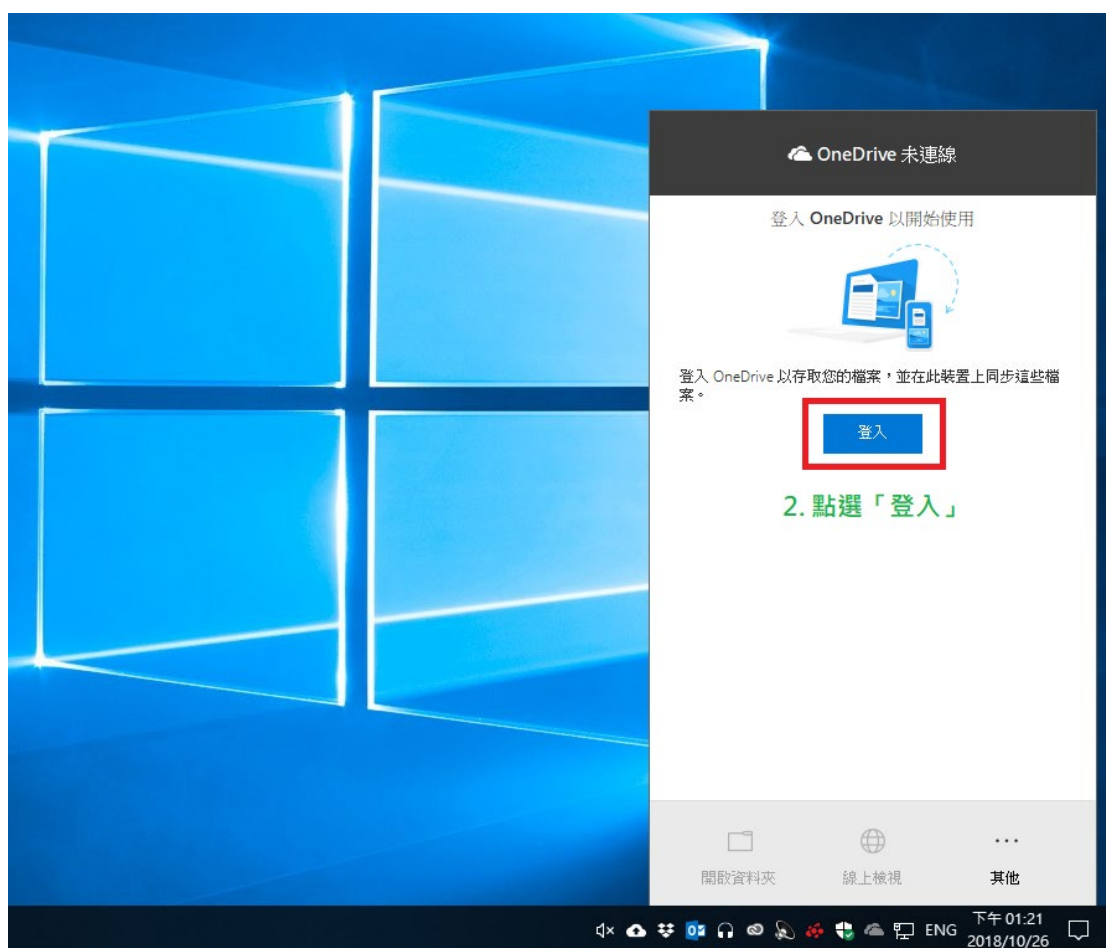 OneDrive 未連線
登入 OneDrive 以開始使用
登入 OneDrive 以存取您的檔案，並在此裝置上同步這些檔
案。
登入
2. 點選「登入」
開啟資料夾 線上檢視 其他
ENG
下午 01:21
2018/10/26